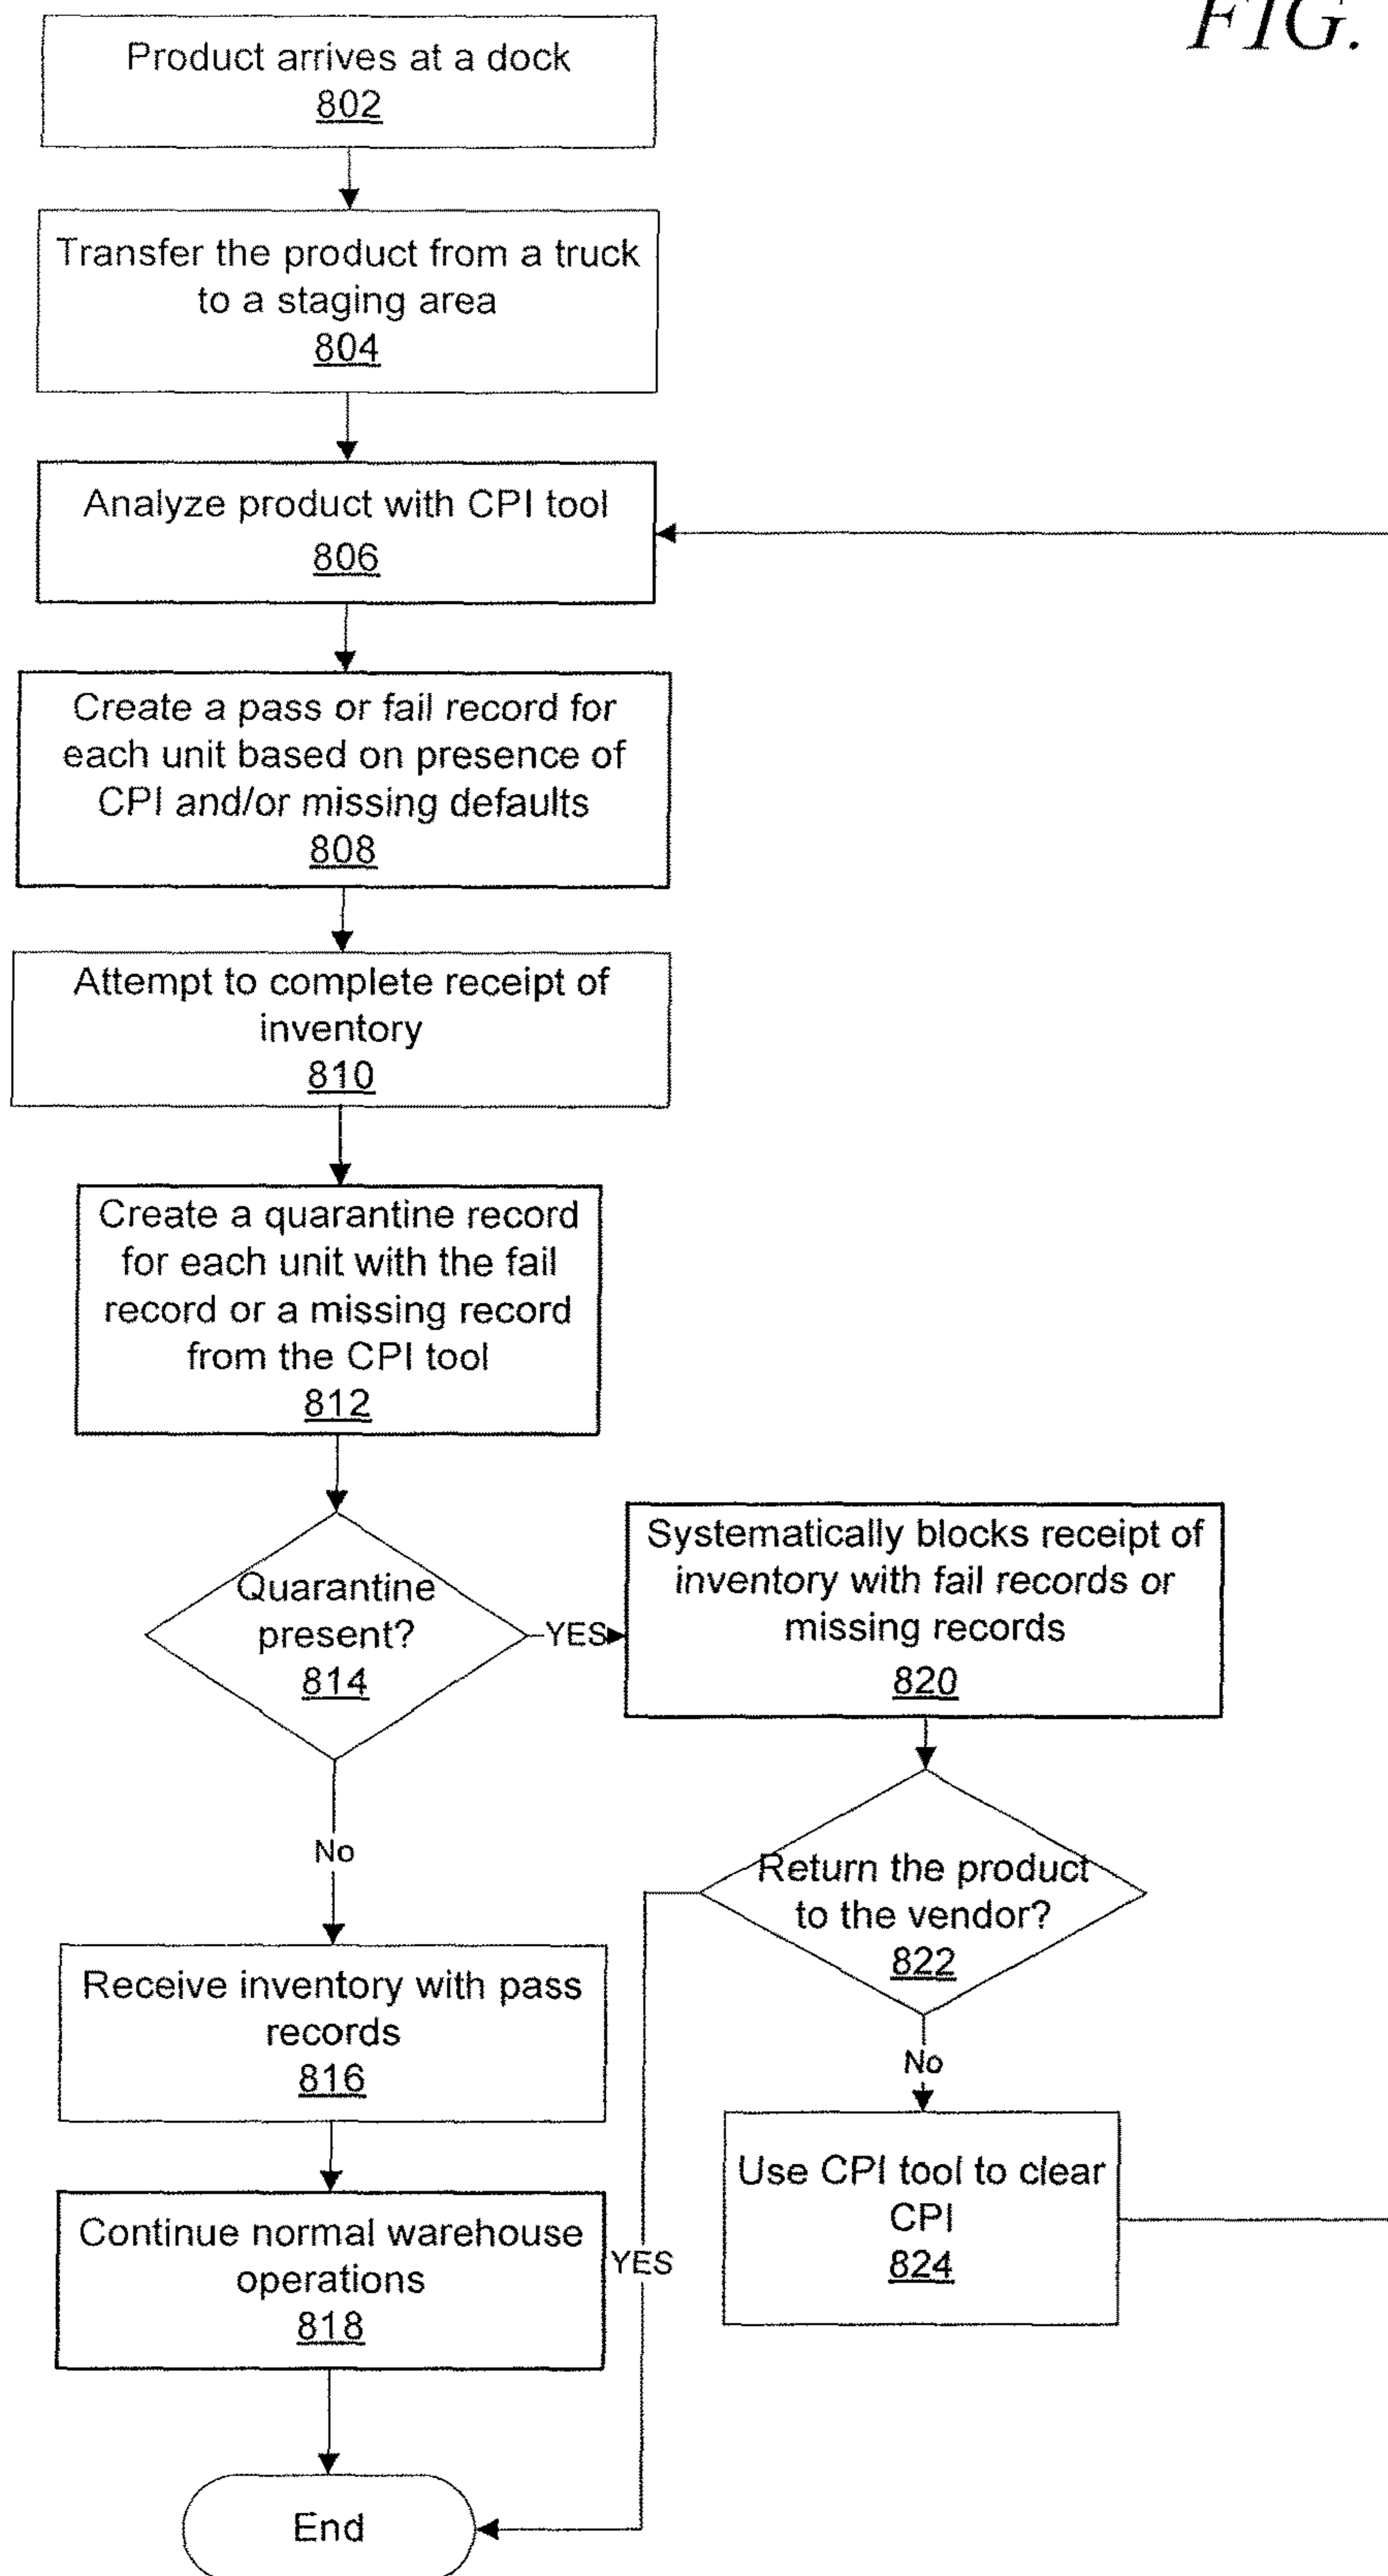 FIG.
Product arrives at a dock
802
Transfer the product from a truck
to a staging area
804
Analyze product with CPI tool
806
Create a pass or fail record for
each unit based on presence of
CPI and/or missing defaults
808
Attempt to complete receipt of
inventory
810
Create a quarantine record
for each unit with the fail
record or a missing record
from the CPI tool
812
Quarantine
present?
814
YES
Systematically blocks receipt of
inventory with fail records or
missing records
820
No
Return the product
to the vendor?
822
No
Receive inventory with pass
records
816
Use CPI tool to clear
CPI
824
Continue normal warehouse
operations
818
YES
End